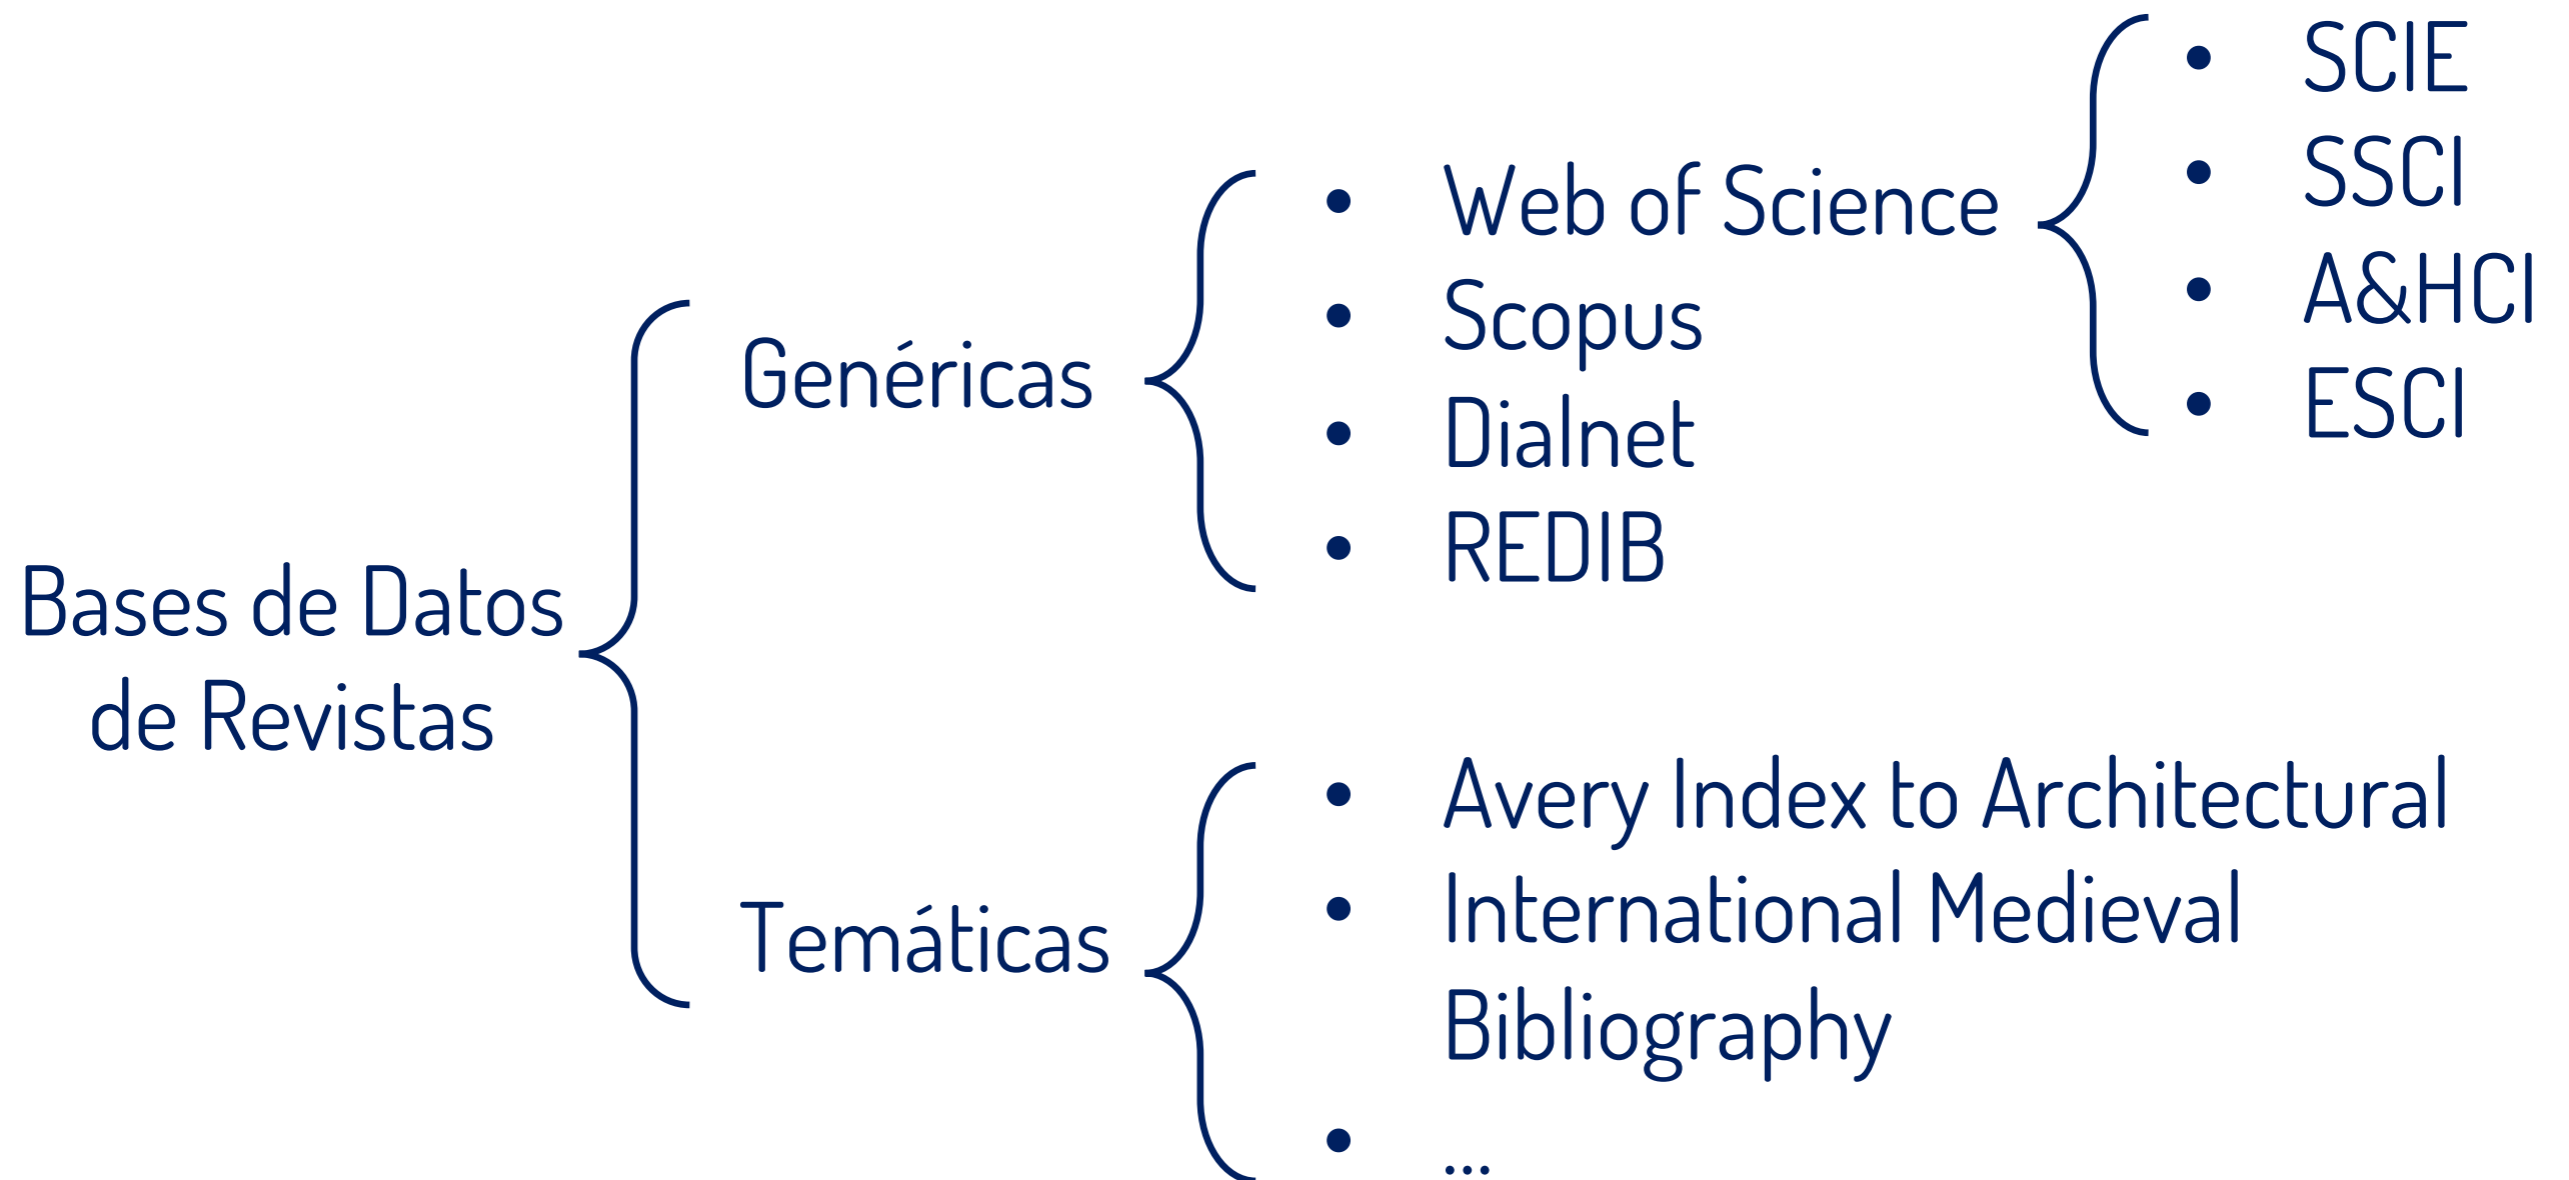 Bases de Datos
de Revistas
Genéricas
• Web of Science
• Scopus
• Dialnet
• REDIB
• SCIE
• SSCI
• A&HCI
• ESCI
Temáticas
• Avery Index to Architectural
• International Medieval
Bibliography
• ...